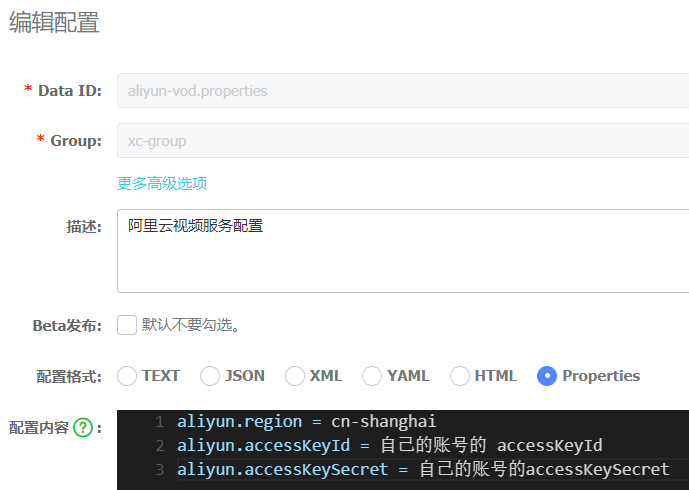 编辑配置
* Data ID: aliyun-vod.properties
* Group: xc-group
更多高级选项
描述: 阿里云视频服务配置
Beta发布: 默认不要勾选。
配置格式: TEXT JSON XML YAML HTML Properties
配置内容 ? : 1 aliyun.region = cn-shanghai
2 aliyun.accessKeyId = 自己的账号的 accessKeyId
3 aliyun.accessKeySecret = 自己的账号的accessKeySecret